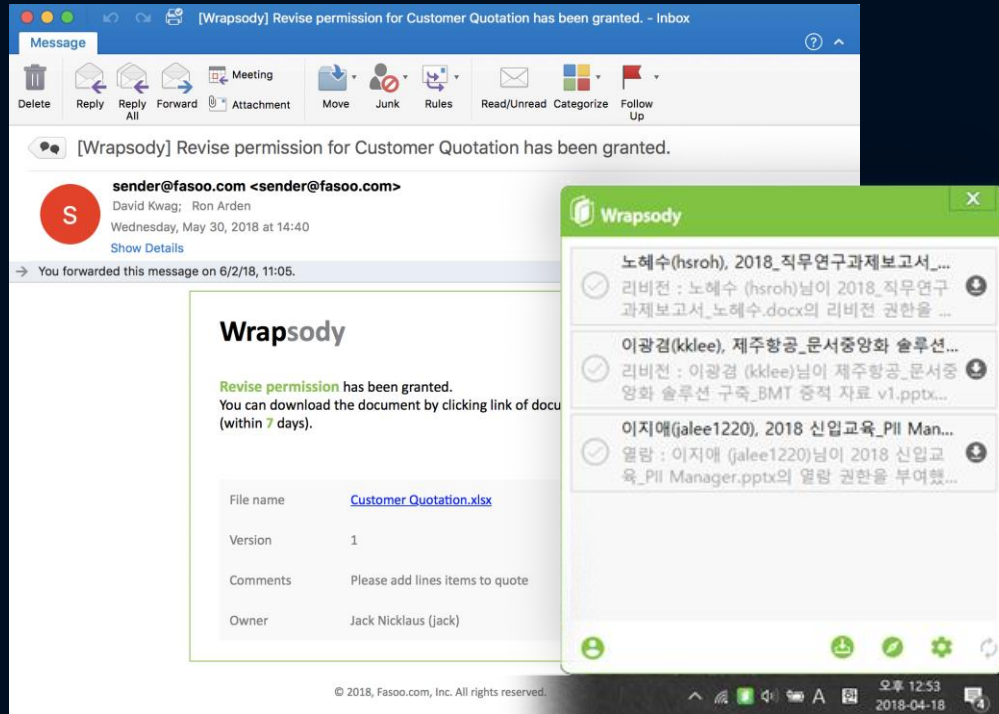 [Wrapsody] Revise permission for Customer Quotation has been granted. - Inbox
Message
Delete
Reply
Reply All
Forward
Meeting
Attachment
Move
Junk
Rules
Read/Unread
Categorize
Follow Up
[Wrapsody] Revise permission for Customer Quotation has been granted.
S
sender@fasoo.com <sender@fasoo.com>
David Kwag; Ron Arden
Wednesday, May 30, 2018 at 14:40
Show Details
You forwarded this message on 6/2/18, 11:05.
Wrapsody
Revise permission has been granted.
You can download the document by clicking link of docu
(within 7 days).
File name Customer Quotation.xlsx
Version 1
Comments Please add lines items to quote
Owner Jack Nicklaus (jack)
© 2018, Fasoo.com, Inc. All rights reserved.
Wrapsody
노혜수(hsroh), 2018_직무연구과제보고서_...
리비전 : 노혜수 (hsroh)님이 2018_직무연구
과제보고서_노혜수.docx의 리비전 권한을 ...
이광겸(kklee), 제주항공_문서중앙화 솔루션...
리비전 : 이광겸 (kklee)님이 제주항공_문서중
앙화 솔루션 구축_BMT 증적 자료 v1.pptx...
이지애(jalee1220), 2018 신입교육_PII Man...
열람 : 이지애 (jalee1220)님이 2018 신입교
육_PII Manager.pptx의 열람 권한을 부여했...
A
오후 12:53
2018-04-18
4